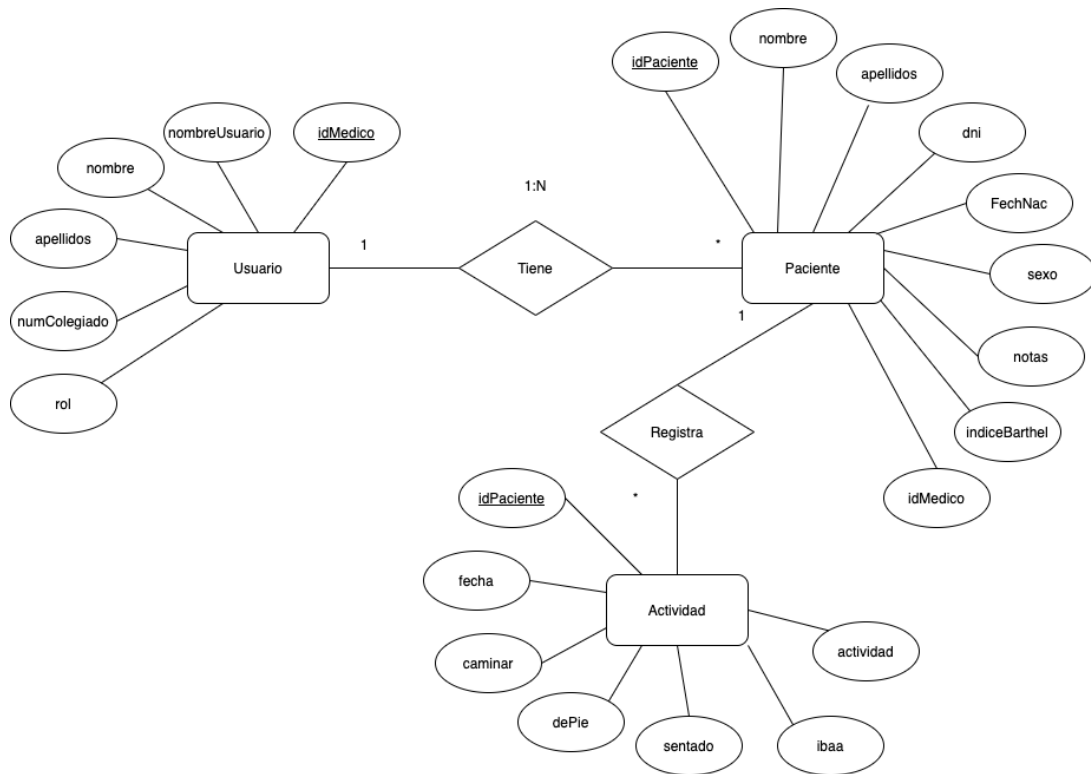 nombre
idPaciente
apellidos
nombreUsuario
idMedico
dni
nombre
1:N
FechNac
apellidos
1
*
Usuario
Tiene
Paciente
sexo
numColegiado
1
notas
rol
Registra
indiceBarthel
idPaciente
*
idMedico
fecha
Actividad
caminar
actividad
dePie
sentado
ibaa